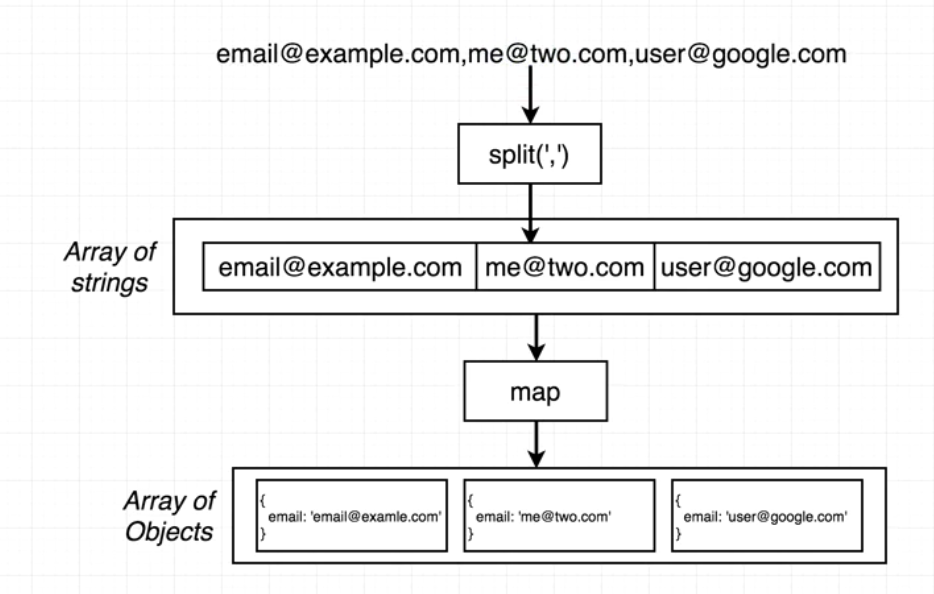 email@example.com,me@two.com,user@google.com
split(',')
Array of
strings
email@example.com me@two.com user@google.com
map
Array of
Objects
{
email: 'email@examle.com'
}
{
email: 'me@two.com'
}
{
email: 'user@google.com'
}